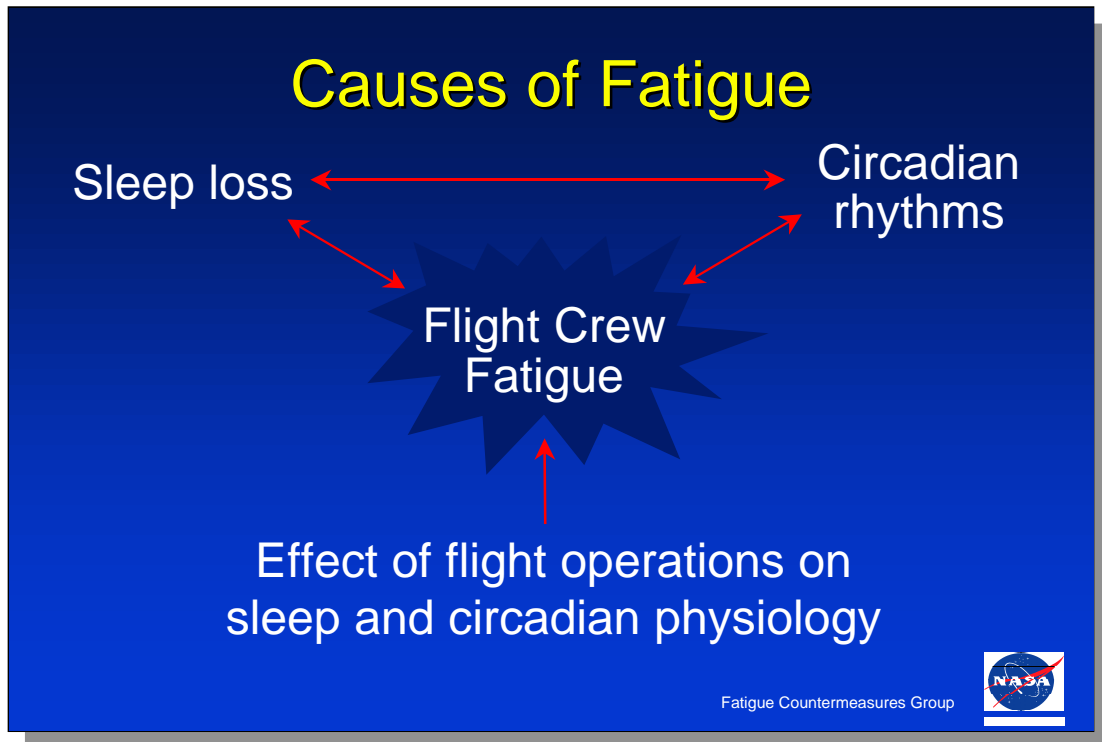 Causes of Fatigue
Sleep loss
Circadian
rhythms
Flight Crew
Fatigue
Effect of flight operations on
sleep and circadian physiology
Fatigue Countermeasures Group
NASA